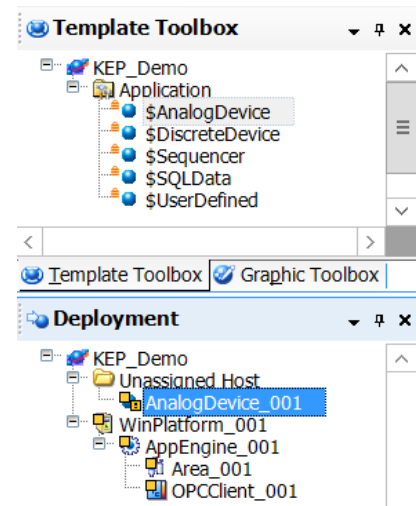 Template Toolbox
KEP_Demo
Application
$AnalogDevice
$DiscreteDevice
$Sequencer
$SQLData
$UserDefined
Template Toolbox Graphic Toolbox
Deployment
KEP_Demo
Unassigned Host
AnalogDevice_001
WinPlatform_001
AppEngine_001
Area_001
OPCClient_001